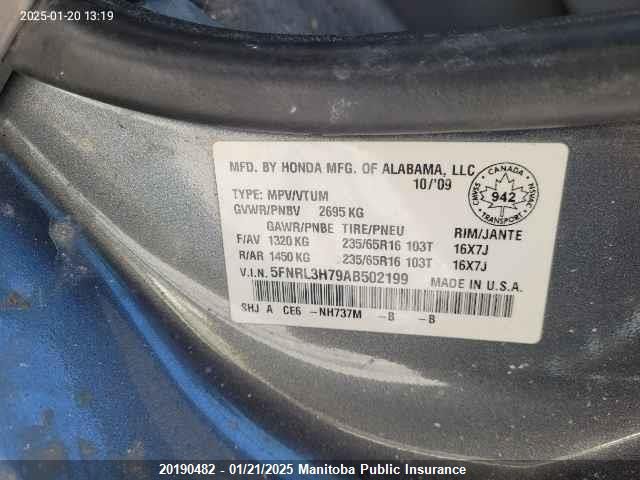 2025-01-20 13:19
MFD. BY HONDA MFG. OF ALABAMA, LLC
10/'09
TYPE: MPV/VTUM
GVWR/PNBV 2695 KG
GAWR/PNBE TIRE/PNEU RIM/JANTE
F/AV 1320 KG 235/65R16 103T 16X7J
R/AR 1450 KG 235/65R16 103T 16X7J
V.I.N. 5FNRL3H79AB502199 MADE IN U.S.A.
SHJ A CE6 -NH737M -B -B
CANADA
942
TRANSPORT
20190482 - 01/21/2025 Manitoba Public Insurance